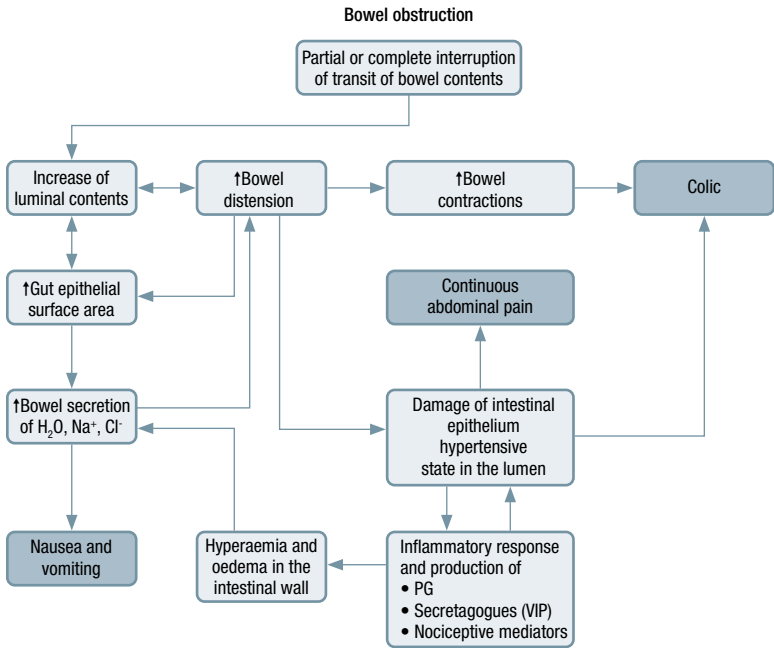 Bowel obstruction
Partial or complete interruption
of transit of bowel contents
Increase of
luminal contents
↑Bowel
distension
↑Bowel
contractions
Colic
↑Gut epithelial
surface area
Continuous
abdominal pain
↑Bowel secretion
of H₂O, Na⁺, Cl⁻
Damage of intestinal
epithelium
hypertensive
state in the lumen
Nausea and
vomiting
Hyperaemia and
oedema in the
intestinal wall
Inflammatory response
and production of
• PG
• Secretagogues (VIP)
• Nociceptive mediators